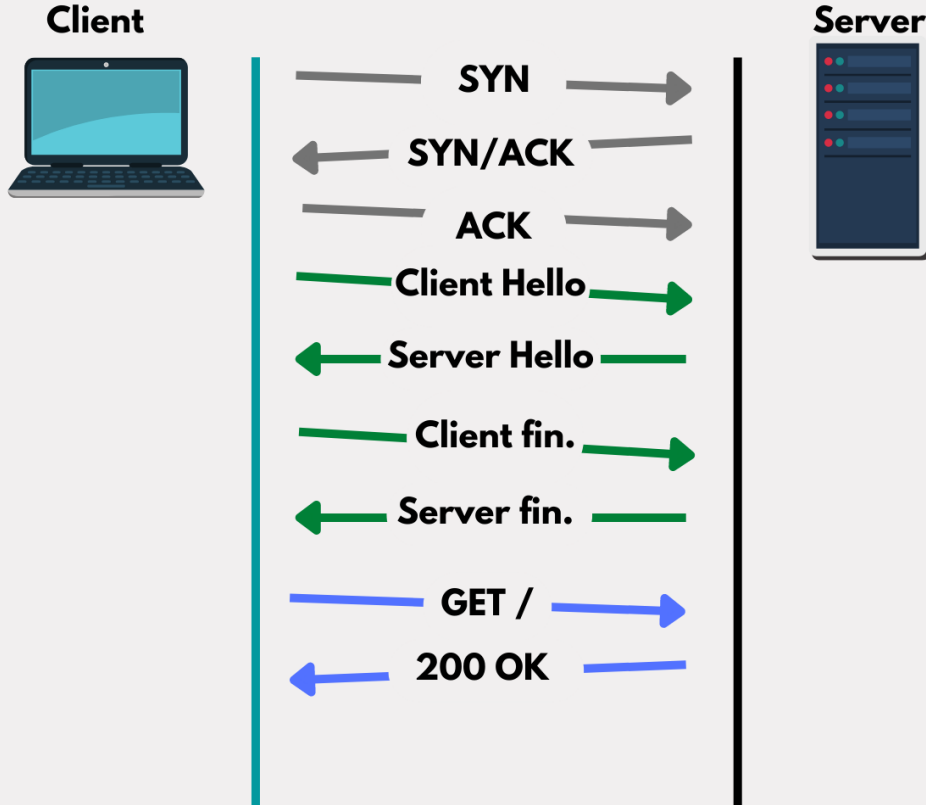 Client
Server
SYN
SYN/ACK
ACK
Client Hello
Server Hello
Client fin.
Server fin.
GET /
200 OK